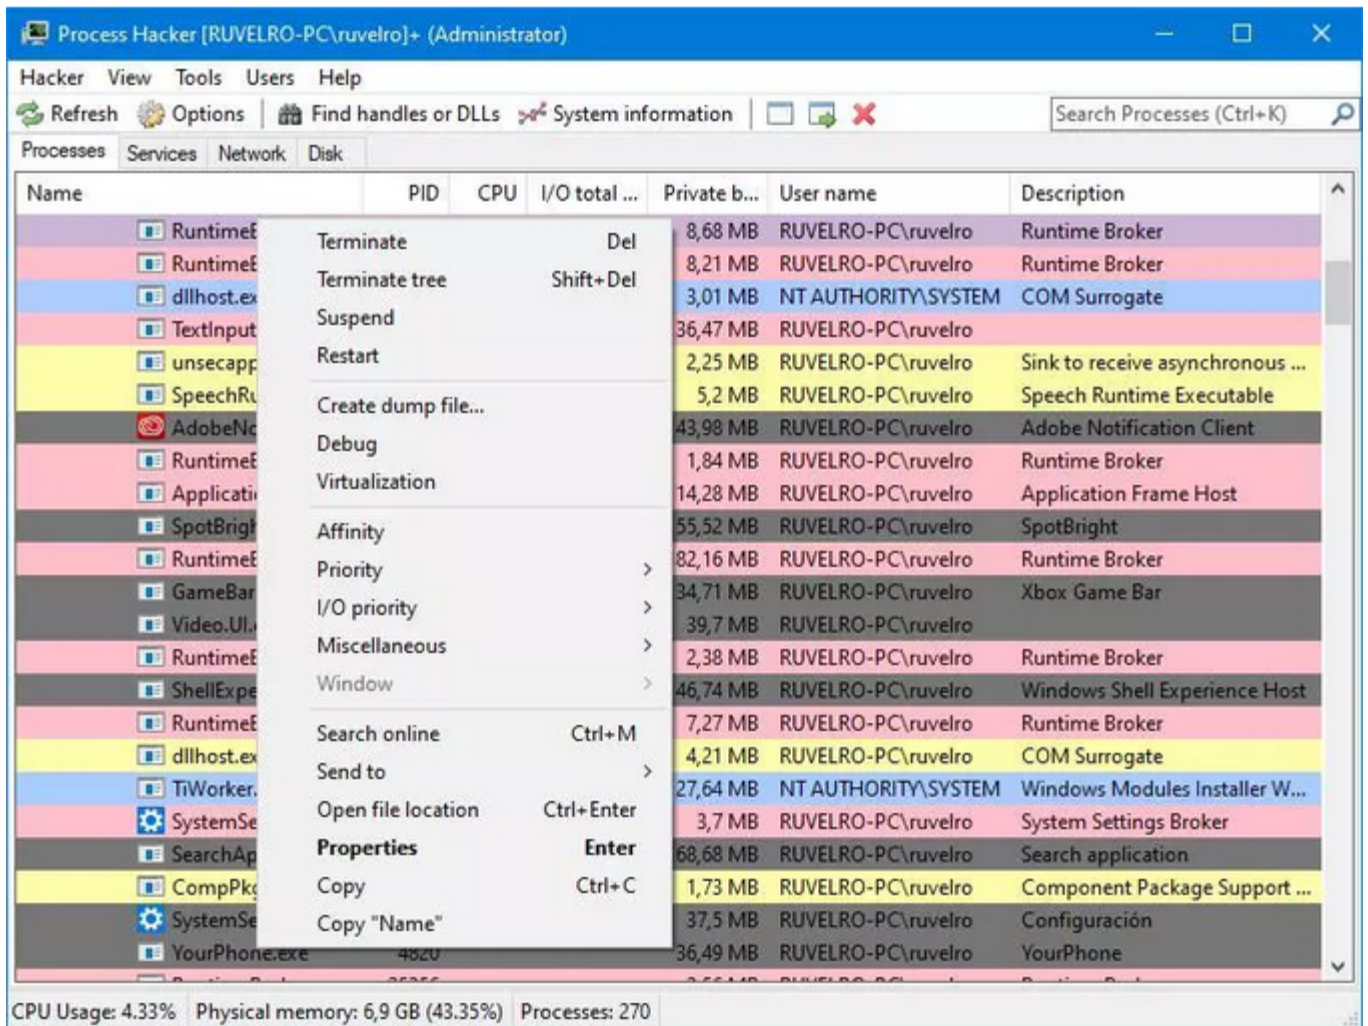 Process Hacker [RUVELRO-PC\ruvelro]+ (Administrator)
Hacker View Tools Users Help
Refresh Options Find handles or DLLs System information Search Processes (Ctrl+K)
Processes Services Network Disk
Name PID CPU I/O total ... Private b... User name Description
RuntimeB 8,68 MB RUVELRO-PC\ruvelro Runtime Broker
RuntimeB 8,21 MB RUVELRO-PC\ruvelro Runtime Broker
dllhost.ex 3,01 MB NT AUTHORITY\SYSTEM COM Surrogate
TextInput 36,47 MB RUVELRO-PC\ruvelro
unsecapp 2,25 MB RUVELRO-PC\ruvelro Sink to receive asynchronous ...
SpeechRu 5,2 MB RUVELRO-PC\ruvelro Speech Runtime Executable
AdobeNo 43,98 MB RUVELRO-PC\ruvelro Adobe Notification Client
RuntimeB 1,84 MB RUVELRO-PC\ruvelro Runtime Broker
Applicati 14,28 MB RUVELRO-PC\ruvelro Application Frame Host
SpotBrigh 55,52 MB RUVELRO-PC\ruvelro SpotBright
RuntimeB 82,16 MB RUVELRO-PC\ruvelro Runtime Broker
GameBar 34,71 MB RUVELRO-PC\ruvelro Xbox Game Bar
Video.UI. 39,7 MB RUVELRO-PC\ruvelro
RuntimeB 2,38 MB RUVELRO-PC\ruvelro Runtime Broker
ShellExpe 46,74 MB RUVELRO-PC\ruvelro Windows Shell Experience Host
RuntimeB 7,27 MB RUVELRO-PC\ruvelro Runtime Broker
dllhost.ex 4,21 MB RUVELRO-PC\ruvelro COM Surrogate
TiWorker. 27,64 MB NT AUTHORITY\SYSTEM Windows Modules Installer W...
SystemSe 3,7 MB RUVELRO-PC\ruvelro System Settings Broker
SearchAp 68,68 MB RUVELRO-PC\ruvelro Search application
CompPkg 1,73 MB RUVELRO-PC\ruvelro Component Package Support ...
SystemSe 37,5 MB RUVELRO-PC\ruvelro Configuración
YourPhone.exe 4820 36,49 MB RUVELRO-PC\ruvelro YourPhone
Terminate Del
Terminate tree Shift+Del
Suspend
Restart
Create dump file...
Debug
Virtualization
Affinity
Priority
I/O priority
Miscellaneous
Window
Search online Ctrl+M
Send to
Open file location Ctrl+Enter
Properties Enter
Copy Ctrl+C
Copy "Name"
CPU Usage: 4.33% Physical memory: 6,9 GB (43.35%) Processes: 270